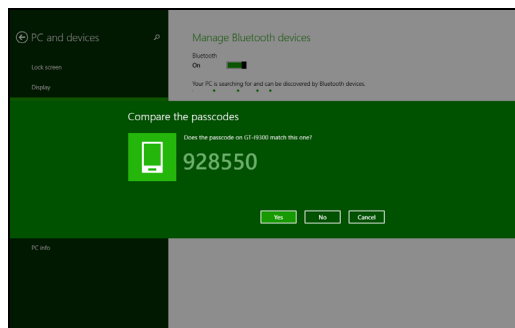 PC and devices
Lock screen
Display
PC info
Manage Bluetooth devices
Bluetooth
On
Your PC is searching for and can be discovered by Bluetooth devices.
Compare the passcodes
Does the passcode on GT-I9300 match this one?
928550
Yes
No
Cancel